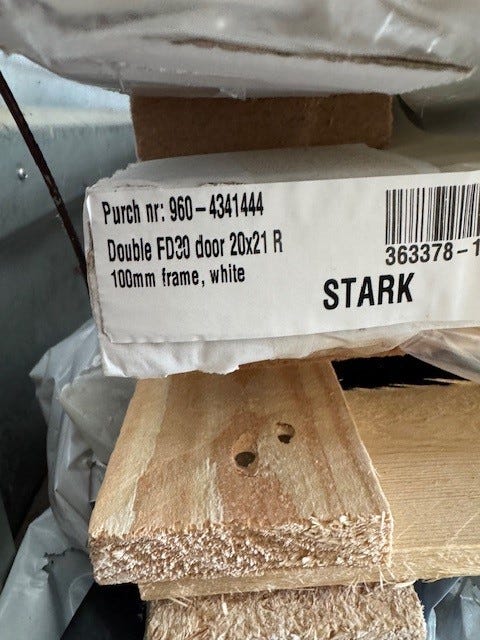 Purch nr: 960-4341444
Double FD30 door 20x21 R
100mm frame, white
363378-1
STARK